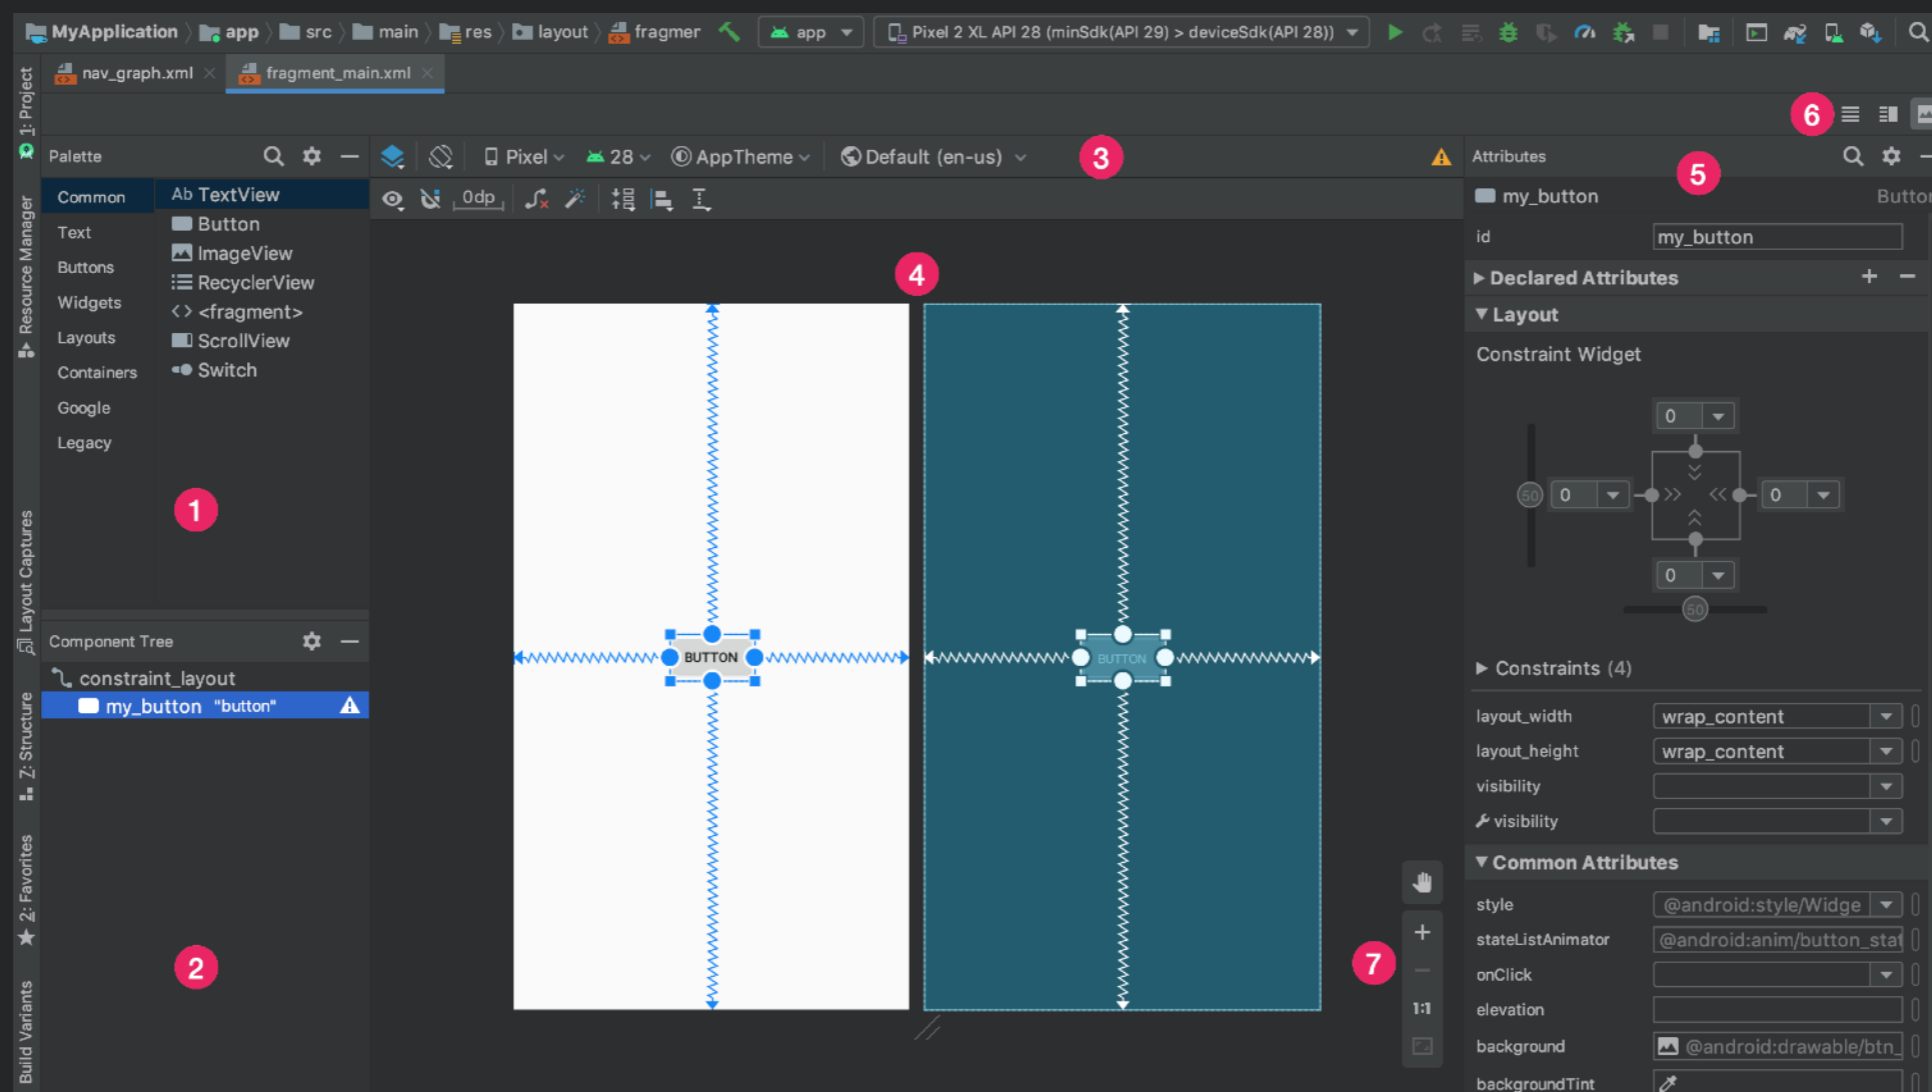 MyApplication app src main res layout fragmer app Pixel 2 XL API 28 (minSdk(API 29) > deviceSdk(API 28))
nav_graph.xml fragment_main.xml
6
1: Project
Resource Manager
Layout Captures
Z: Structure
2: Favorites
Build Variants
Palette
Common
Text
Buttons
Widgets
Layouts
Containers
Google
Legacy
Ab TextView
Button
ImageView
RecyclerView
<fragment>
ScrollView
Switch
1
Component Tree
constraint_layout
my_button "button"
2
Pixel 28 AppTheme Default (en-us) 3
0dp
4
BUTTON
BUTTON
7
1:1
Attributes
5
my_button Button
id my_button
Declared Attributes
Layout
Constraint Widget
0
50 0 0
0
50
Constraints (4)
layout_width wrap_content
layout_height wrap_content
visibility
visibility
Common Attributes
style @android:style/Widge
stateListAnimator @android:anim/button_stat
onClick
elevation
background @android:drawable/btn_
backgroundTint